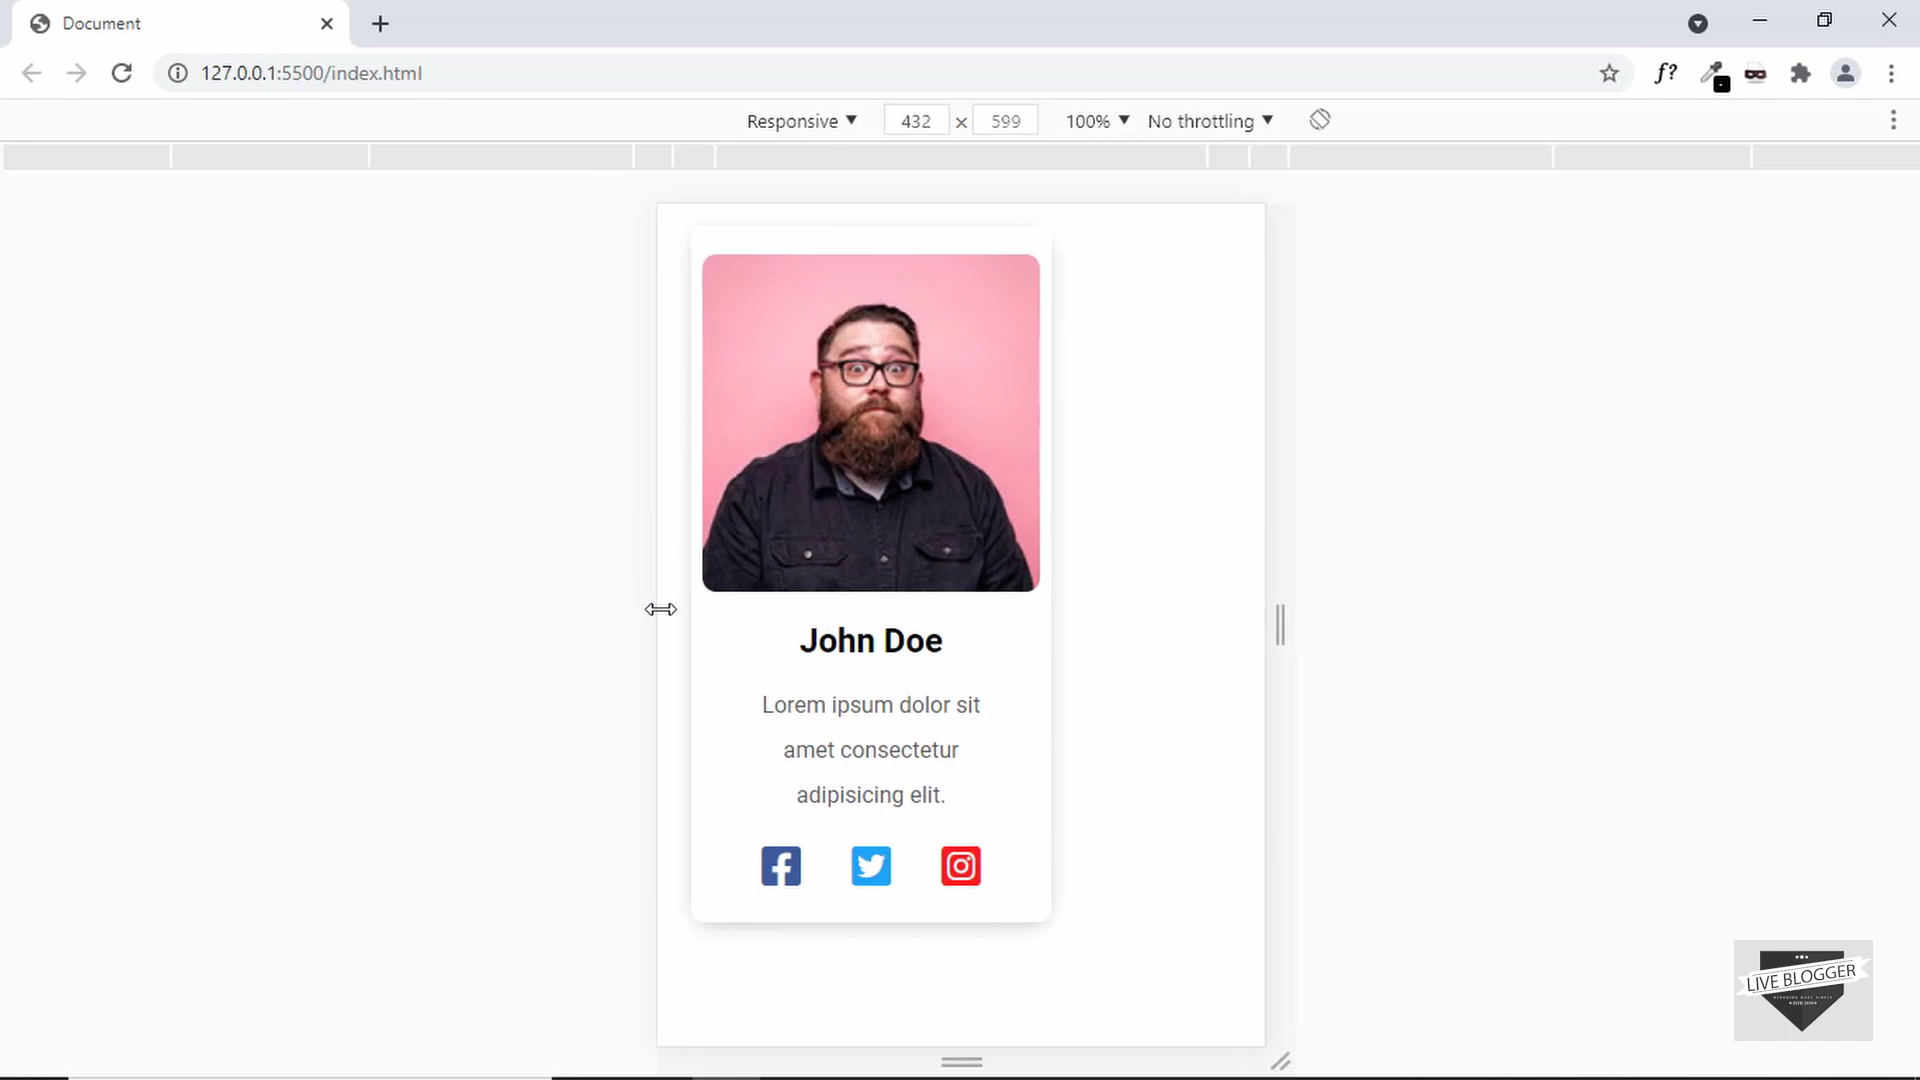 Document
127.0.0.1:5500/index.html
f?
Responsive ▼ 432 × 599 100% ▼ No throttling ▼
John Doe
Lorem ipsum dolor sit
amet consectetur
adipisicing elit.
LIVE BLOGGER